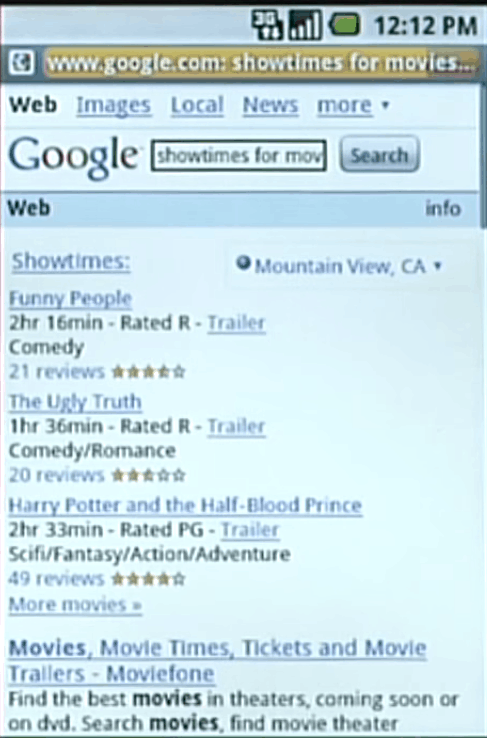 3G 12:12 PM
www.google.com: showtimes for movies...
Web Images Local News more
Google showtimes for mov Search
Web info
Showtimes: Mountain View, CA
Funny People
2hr 16min - Rated R - Trailer
Comedy
21 reviews
The Ugly Truth
1hr 36min - Rated R - Trailer
Comedy/Romance
20 reviews
Harry Potter and the Half-Blood Prince
2hr 33min - Rated PG - Trailer
Scifi/Fantasy/Action/Adventure
49 reviews
More movies »
Movies, Movie Times, Tickets and Movie
Trailers - Moviefone
Find the best movies in theaters, coming soon or
on dvd. Search movies, find movie theater